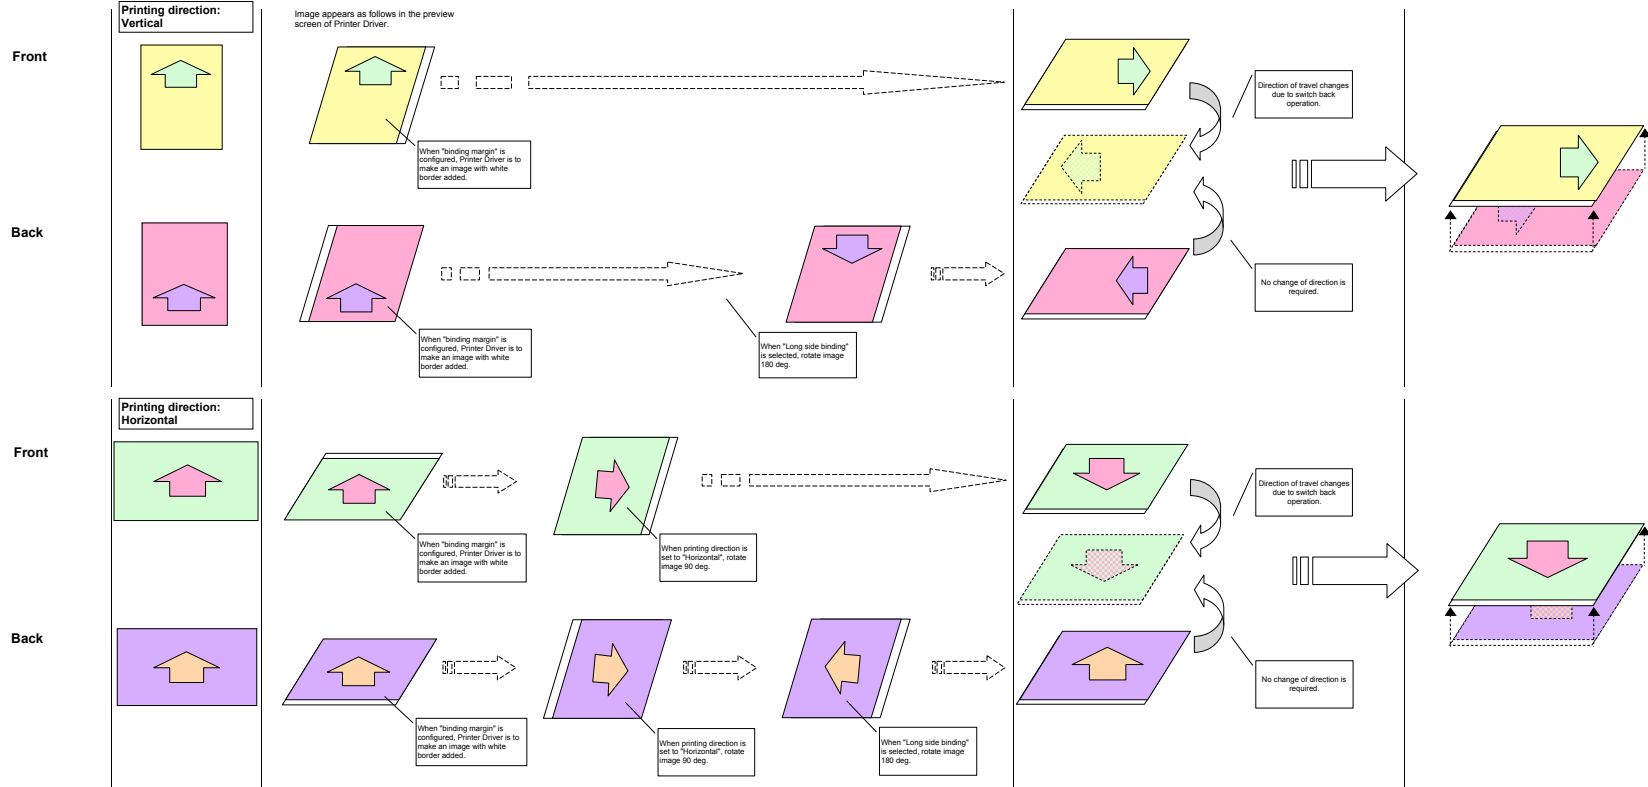 Printing direction:
Vertical
Image appears as follows in the preview
screen of Printer Driver.
Front
Direction of travel changes
due to switch back
operation.
When "binding margin" is
configured, Printer Driver is to
make an image with white
border added.
Back
No change of direction is
required.
When "binding margin" is
configured, Printer Driver is to
make an image with white
border added.
When "Long side binding"
is selected, rotate image
180 deg.
Printing direction:
Horizontal
Front
Direction of travel changes
due to switch back
operation.
When "binding margin" is
configured, Printer Driver is to
make an image with white
border added.
When printing direction is
set to "Horizontal", rotate
image 90 deg.
Back
No change of direction is
required.
When "binding margin" is
configured, Printer Driver is to
make an image with white
border added.
When printing direction is
set to "Horizontal", rotate
image 90 deg.
When "Long side binding"
is selected, rotate image
180 deg.